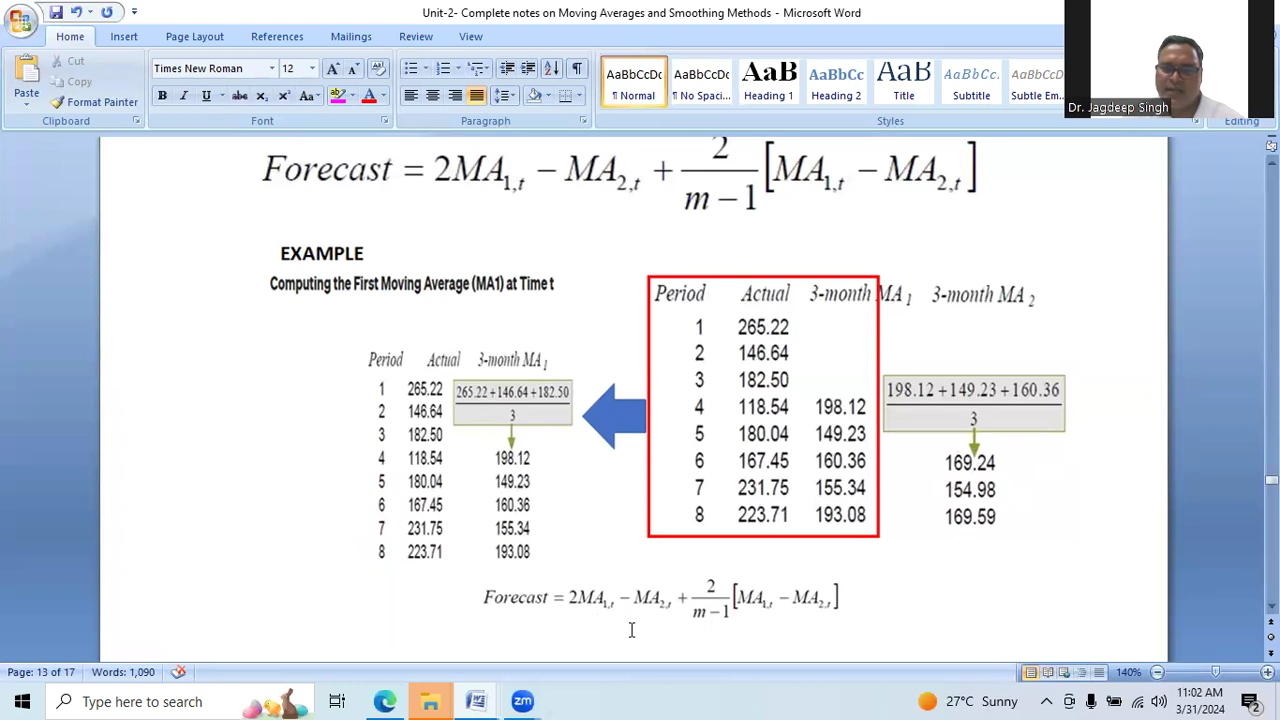 Unit-2- Complete notes on Moving Averages and Smoothing Methods - Microsoft Word
Home Insert Page Layout References Mailings Review View
Paste
Cut
Copy
Format Painter
Clipboard
Times New Roman 12
Font
Paragraph
AaBbCcDc AaBbCcDc AaB AaBbCc AaBb AaBbCc AaBbCcDc
¶ Normal ¶ No Spaci... Heading 1 Heading 2 Title Subtitle Subtle Em...
Styles
Editing
Dr. Jagdeep Singh
Forecast = 2MA1,t − MA2,t + 2/(m − 1) [MA1,t − MA2,t]
EXAMPLE
Computing the First Moving Average (MA1) at Time t
Period Actual 3-month MA1
1 265.22 265.22+146.64+182.50
2 146.64 3
3 182.50
4 118.54 198.12
5 180.04 149.23
6 167.45 160.36
7 231.75 155.34
8 223.71 193.08
Period Actual 3-month MA1 3-month MA2
1 265.22
2 146.64
3 182.50
4 118.54 198.12 198.12+149.23+160.36
5 180.04 149.23 3
6 167.45 160.36 169.24
7 231.75 155.34 154.98
8 223.71 193.08 169.59
Forecast = 2MA1,t − MA2,t + 2/(m − 1) [MA1,t − MA2,t]
Page: 13 of 17 Words: 1,090 140%
Type here to search
27°C Sunny
11:02 AM
3/31/2024
2